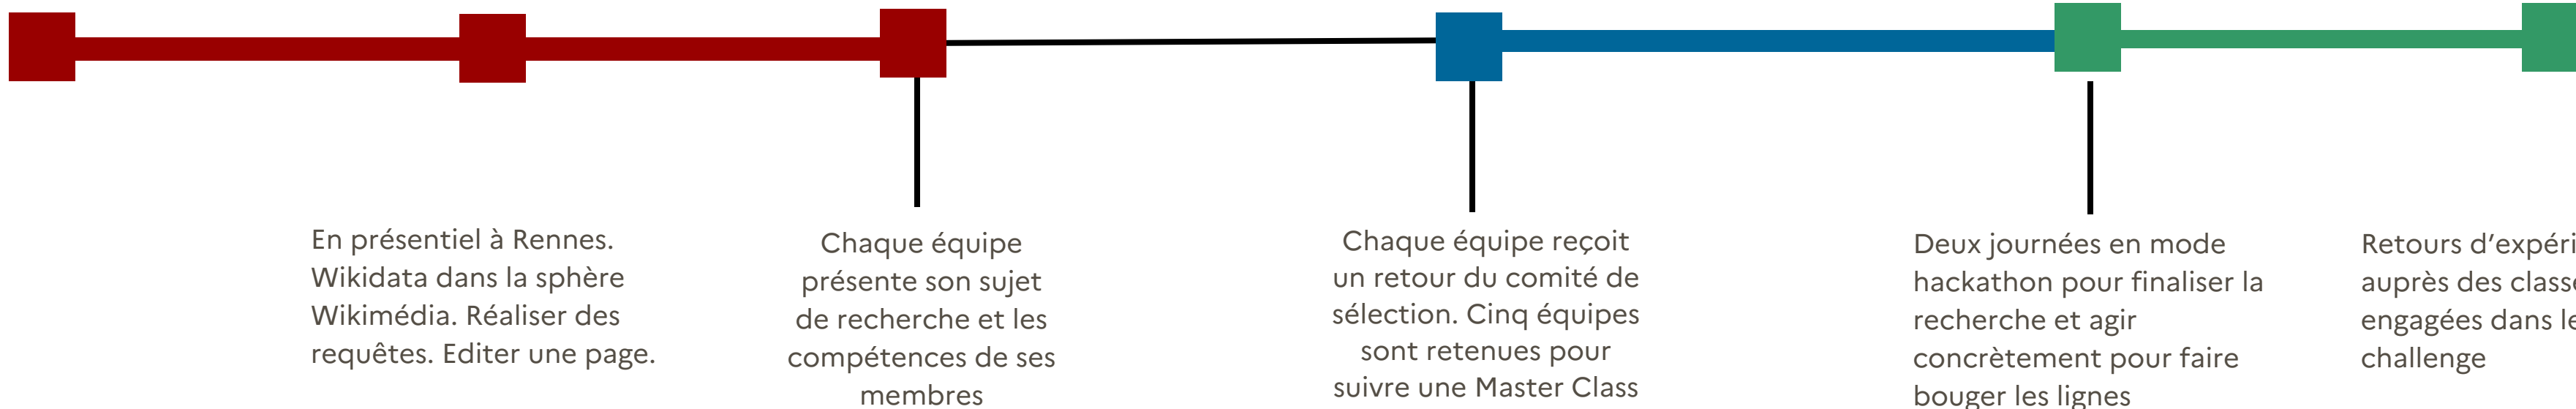 En présentiel à Rennes.
Wikidata dans la sphère
Wikimédia. Réaliser des
requêtes. Editer une page.
Chaque équipe
présente son sujet
de recherche et les
compétences de ses
membres
Chaque équipe reçoit
un retour du comité de
sélection. Cinq équipes
sont retenues pour
suivre une Master Class
Deux journées en mode
hackathon pour finaliser la
recherche et agir
concrètement pour faire
bouger les lignes
Retours d’expéri
auprès des class
engagées dans l
challenge